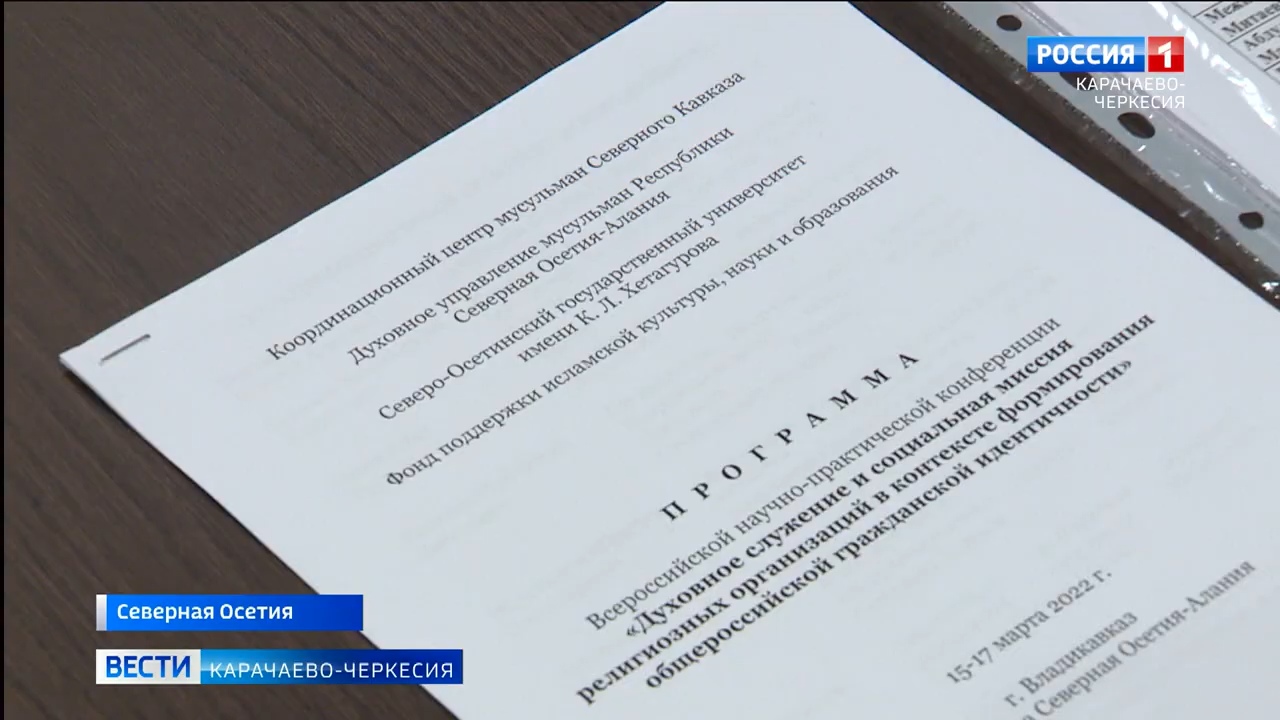 Координационный центр мусульман Северного Кавказа
Духовное управление мусульман Республики
Северная Осетия-Алания
Северо-Осетинский государственный университет
имени К. Л. Хетагурова
Фонд поддержки исламской культуры, науки и образования
П Р О Г Р А М М А
Всероссийской научно-практической конференции
«Духовное служение и социальная миссия
религиозных организаций в контексте формирования
общероссийской гражданской идентичности»
15-17 марта 2022 г.
г. Владикавказ
Северная Осетия-Алания
РОССИЯ 1
КАРАЧАЕВО-
ЧЕРКЕСИЯ
Северная Осетия
ВЕСТИ КАРАЧАЕВО-ЧЕРКЕСИЯ